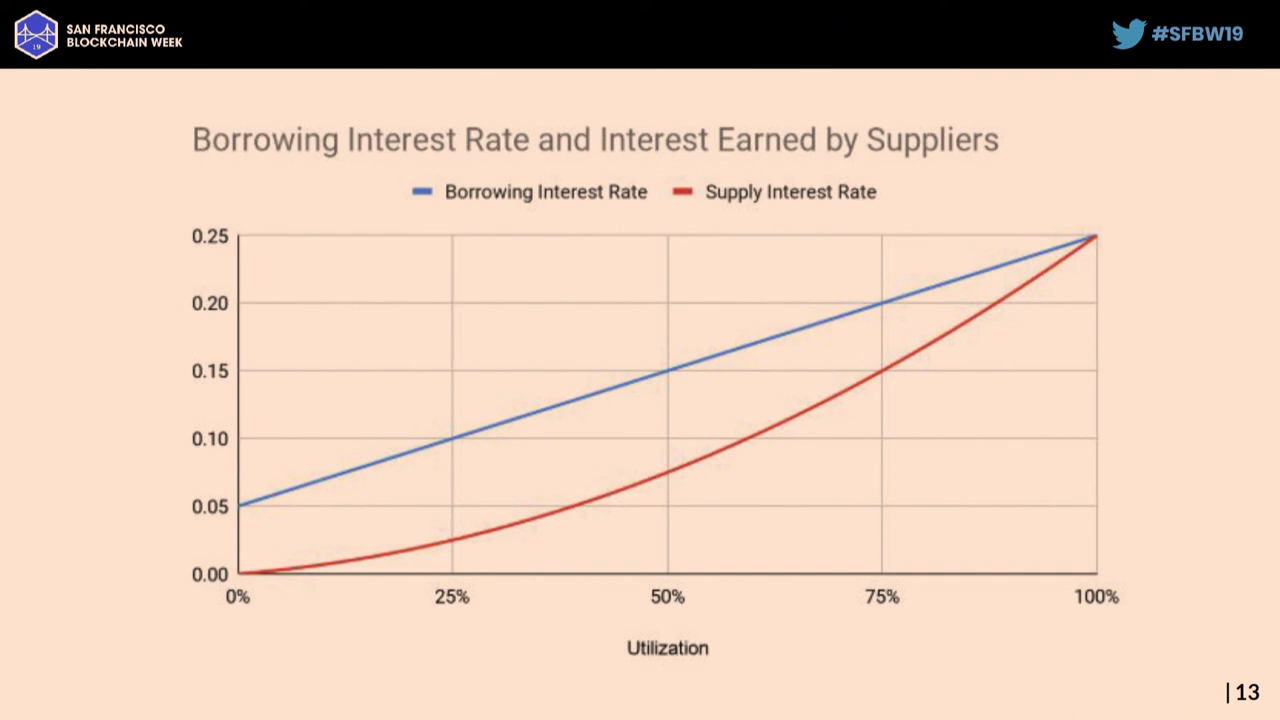 SAN FRANCISCO
BLOCKCHAIN WEEK
19
#SFBW19
Borrowing Interest Rate and Interest Earned by Suppliers
Borrowing Interest Rate
Supply Interest Rate
0.25
0.20
0.15
0.10
0.05
0.00
0%
25%
50%
75%
100%
Utilization
| 13